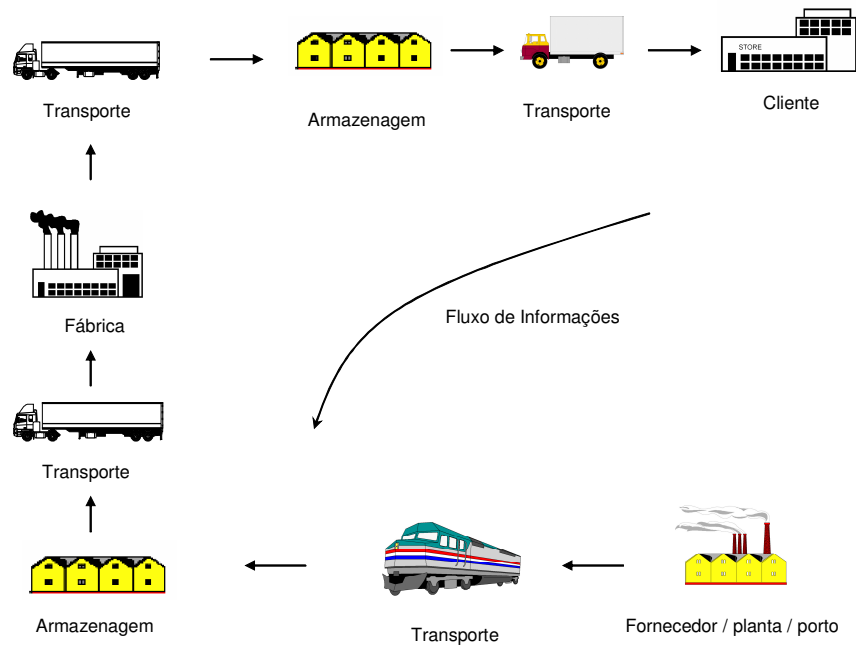 STORE
Transporte
Armazenagem
Transporte
Cliente
Fábrica
Fluxo de Informações
Transporte
Armazenagem
Transporte
Fornecedor / planta / porto